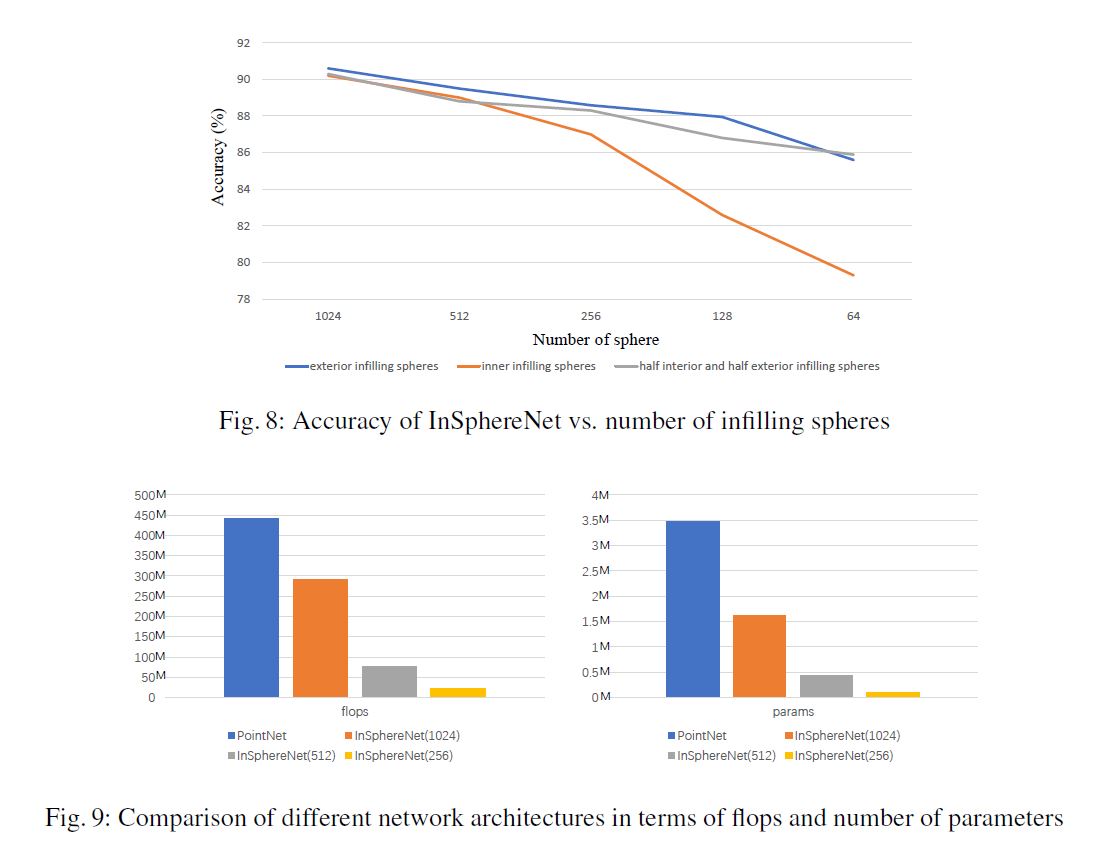 92
90
88
86
84
82
80
78
Accuracy (%)
1024 512 256 128 64
Number of sphere
exterior infilling spheres inner infilling spheres half interior and half exterior infilling spheres
Fig. 8: Accuracy of InSphereNet vs. number of infilling spheres
500M
450M
400M
350M
300M
250M
200M
150M
100M
50M
0
flops
PointNet InSphereNet(1024)
InSphereNet(512) InSphereNet(256)
4M
3.5M
3M
2.5M
2M
1.5M
1M
0.5M
0M
params
PointNet InSphereNet(1024)
InSphereNet(512) InSphereNet(256)
Fig. 9: Comparison of different network architectures in terms of flops and number of parameters